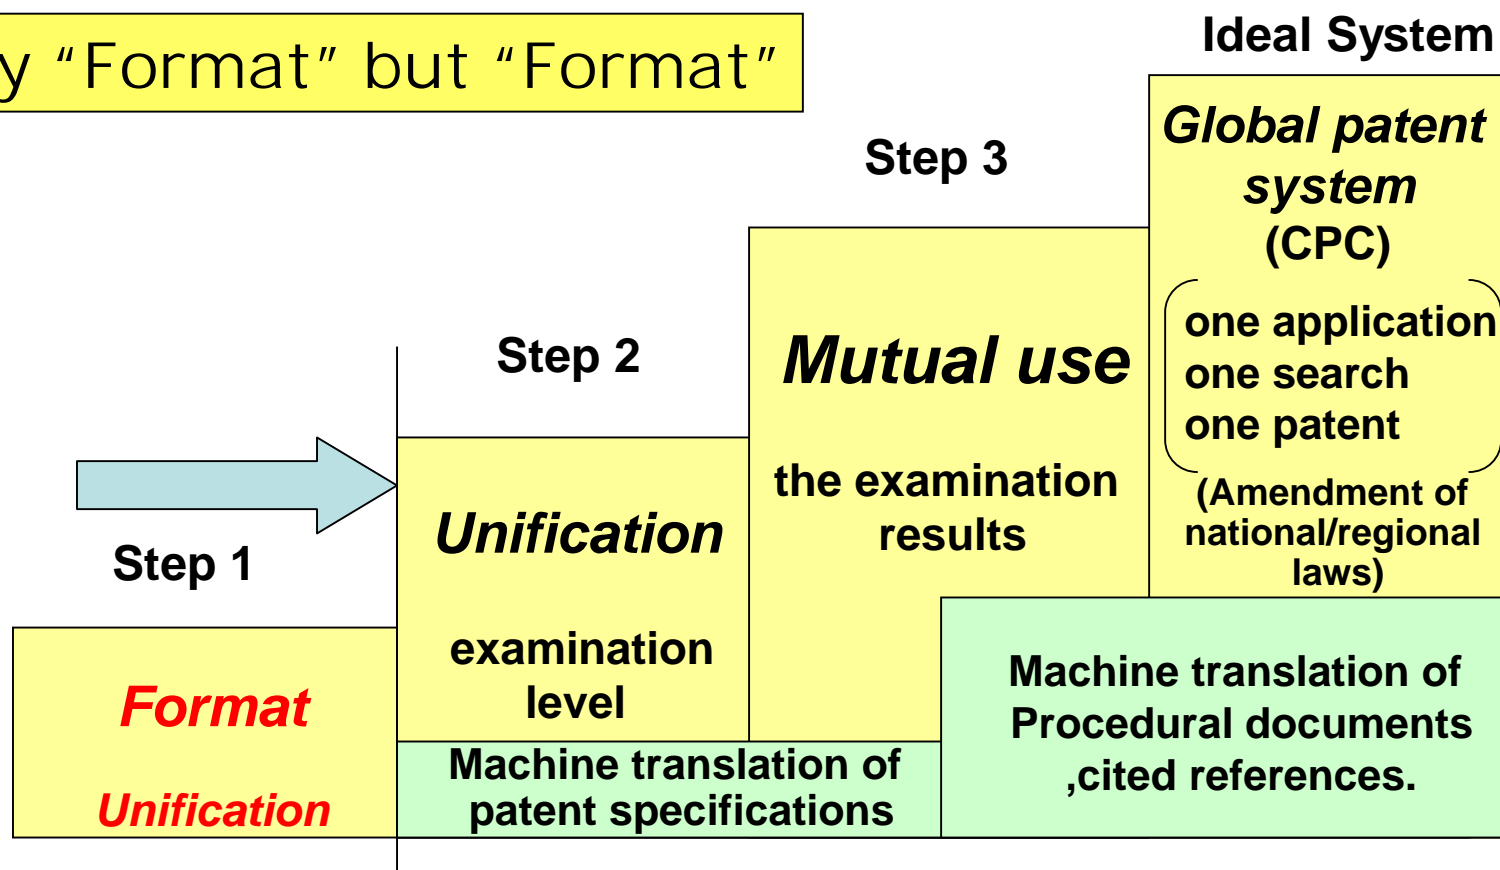 y “Format” but “Format”
Ideal System
Global patent
system
(CPC)
one application
one search
one patent
(Amendment of
national/regional
laws)
Step 3
Mutual use
the examination
results
Step 2
Unification
examination
level
Step 1
Format
Unification
Machine translation of
patent specifications
Machine translation of
Procedural documents
,cited references.